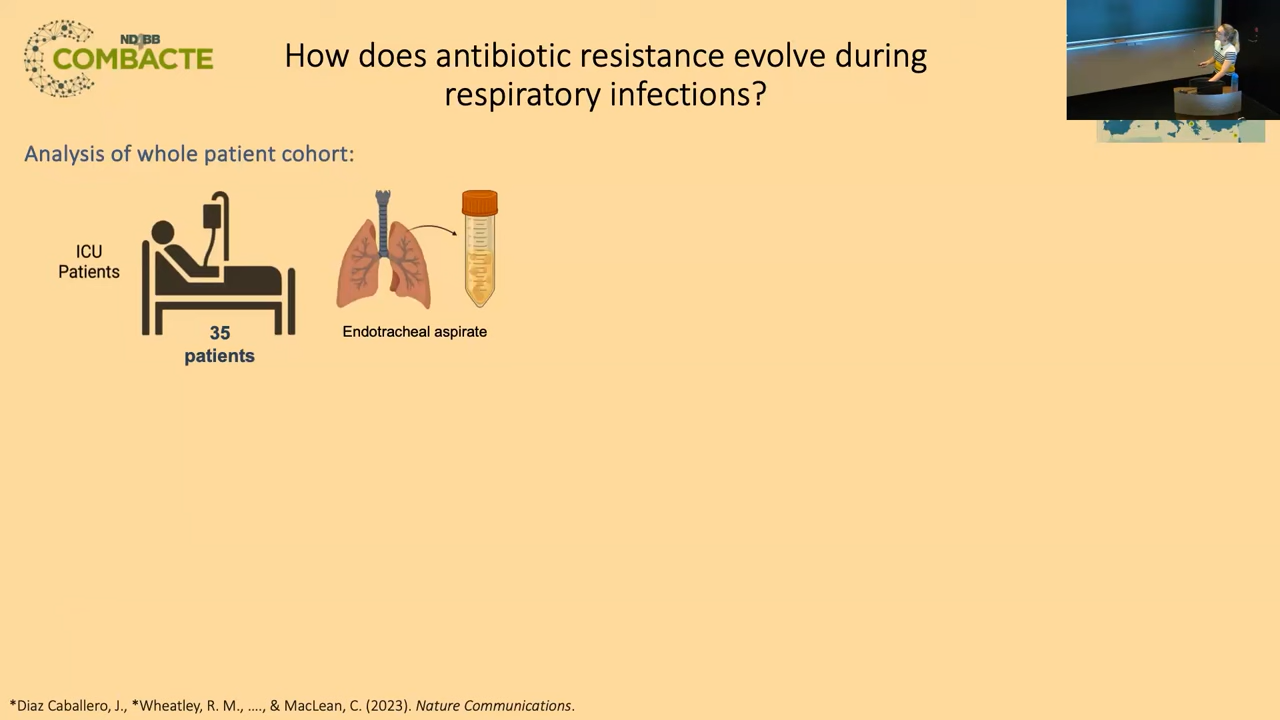 ND4BB
COMBACTE
How does antibiotic resistance evolve during
respiratory infections?
Analysis of whole patient cohort:
ICU
Patients
35
patients
Endotracheal aspirate
*Diaz Caballero, J., *Wheatley, R. M., ...., & MacLean, C. (2023). Nature Communications.